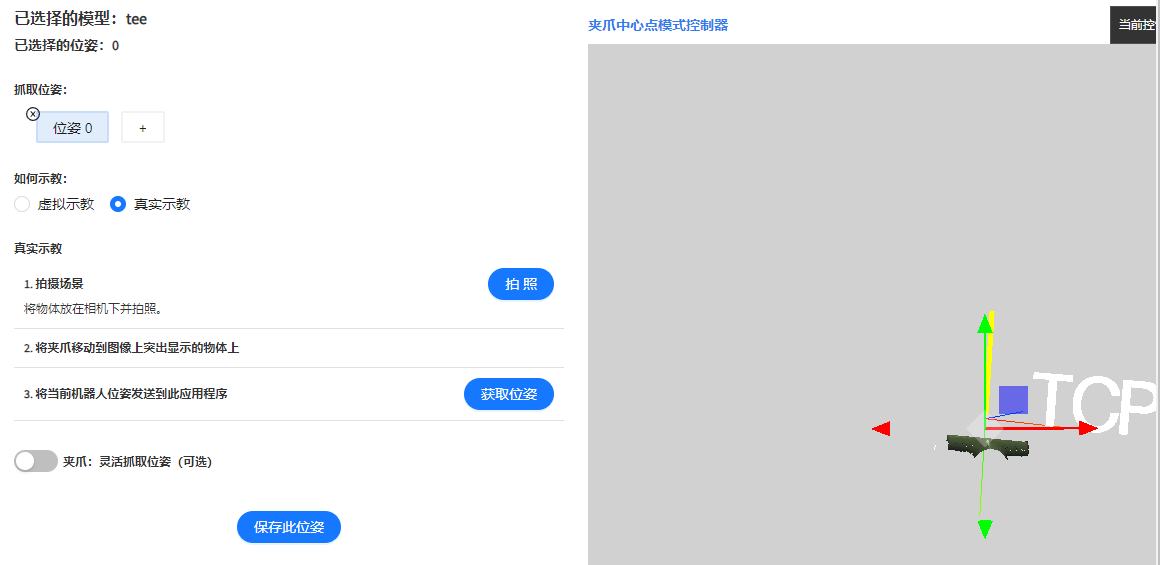 已选择的模型：tee
已选择的位姿：0
抓取位姿：
位姿 0
+
如何示教：
虚拟示教
真实示教
真实示教
1. 拍摄场景
拍 照
将物体放在相机下并拍照。
2. 将夹爪移动到图像上突出显示的物体上
3. 将当前机器人位姿发送到此应用程序
获取位姿
夹爪：灵活抓取位姿（可选）
保存此位姿
夹爪中心点模式控制器
当前控
TCP